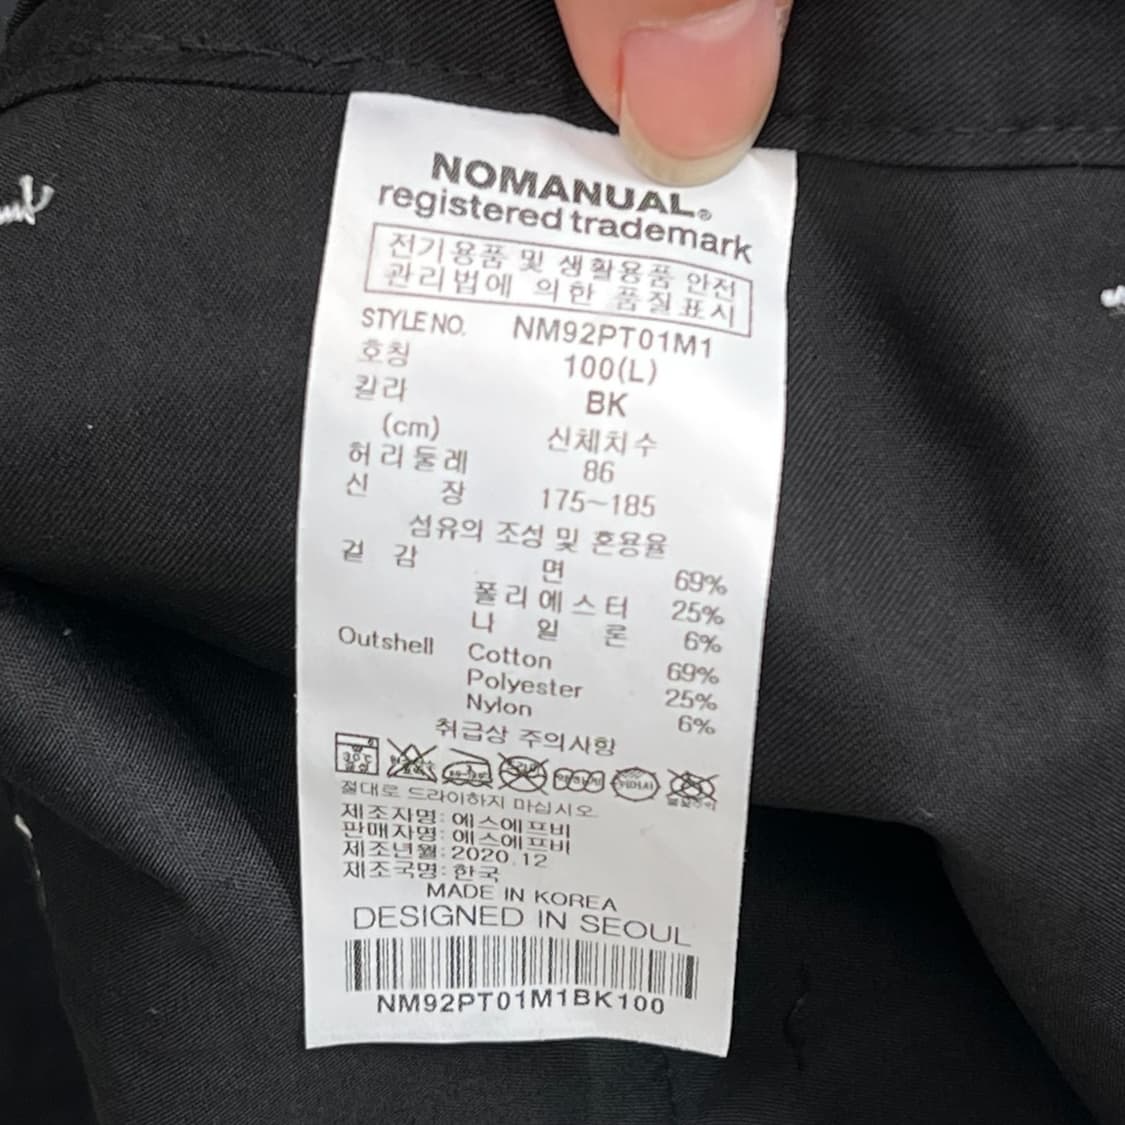 NOMANUAL®
registered trademark
전기용품 및 생활용품 안전
관리법에 의한 품질표시
STYLE NO. NM92PT01M1
호칭 100(L)
칼라 BK
(cm) 신체치수
허리둘레 86
신 장 175~185
섬유의 조성 및 혼용율
겉 감 면 69%
폴리에스터 25%
나 일 론 6%
Outshell Cotton 69%
Polyester 25%
Nylon 6%
취급상 주의사항
절대로 드라이하지 마십시오
제조자명: 에스에프비
판매자명: 에스에프비
제조년월: 2020.12
제조국명: 한국
MADE IN KOREA
DESIGNED IN SEOUL
NM92PT01M1BK100